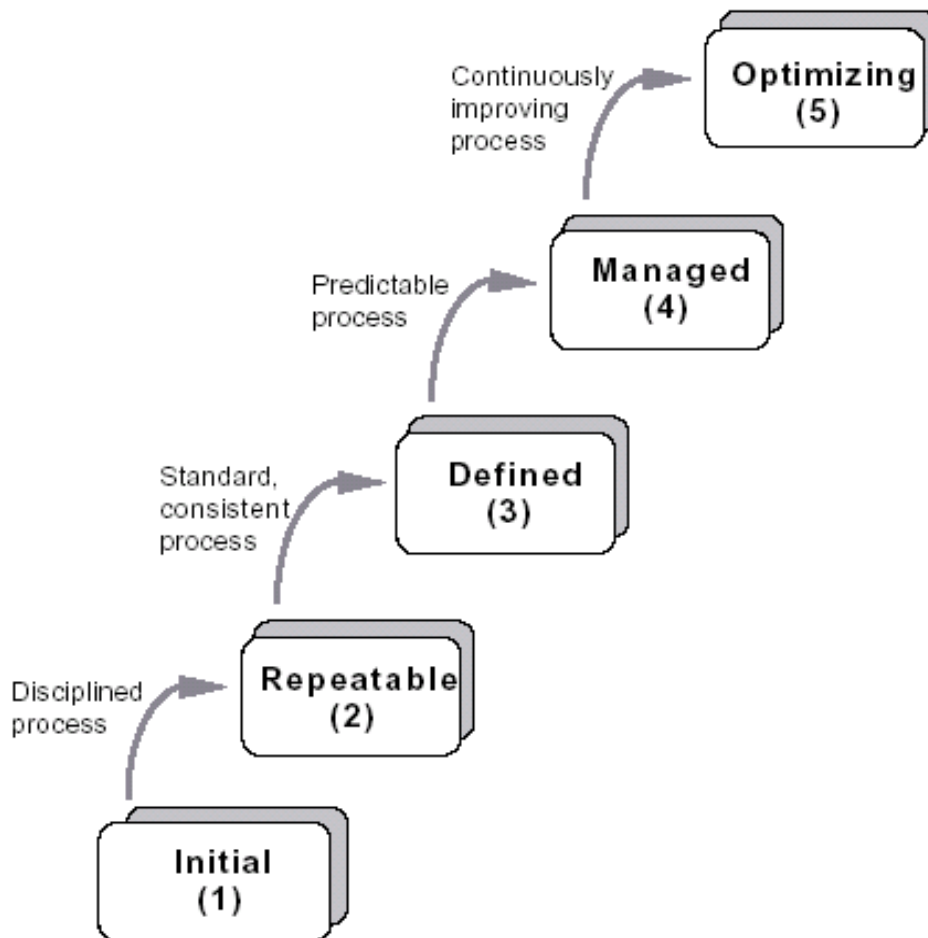 Continuously
improving
process
Optimizing
(5)
Predictable
process
Managed
(4)
Standard,
consistent
process
Defined
(3)
Disciplined
process
Repeatable
(2)
Initial
(1)